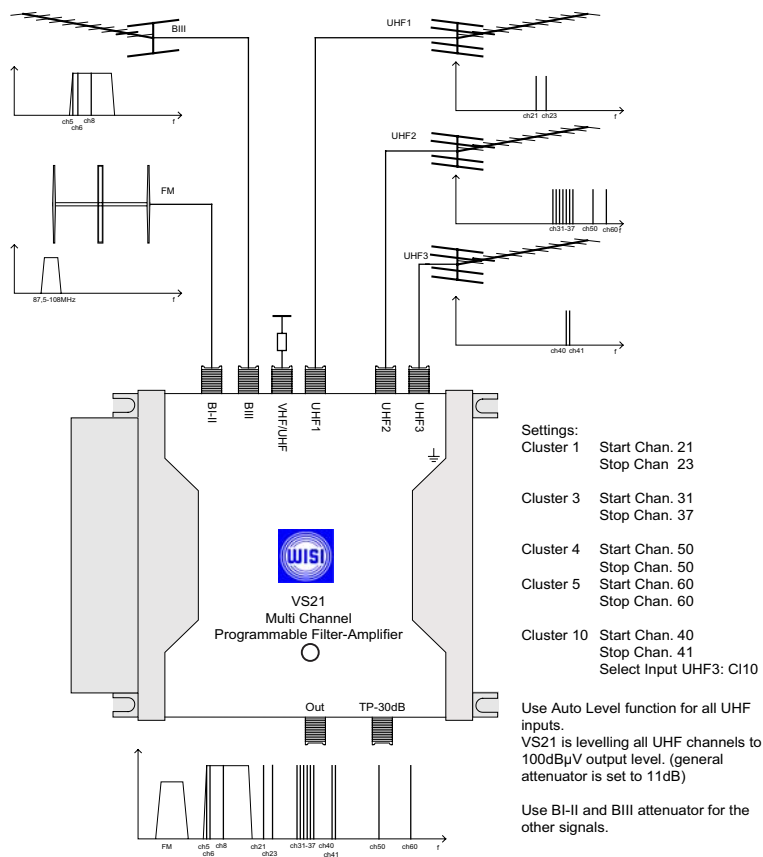 BIII
UHF1
f
ch5
ch6
ch8
f
ch21
ch23
UHF2
FM
f
ch31-37
ch50
ch60
UHF3
87,5-108MHz
f
ch40
ch41
f
BI-II
BIII
VHF/UHF
UHF1
UHF2
UHF3
WISI
VS21
Multi Channel
Programmable Filter-Amplifier
Out
TP-30dB
Settings:
Cluster 1 Start Chan. 21
Stop Chan 23
Cluster 3 Start Chan. 31
Stop Chan. 37
Cluster 4 Start Chan. 50
Stop Chan. 50
Cluster 5 Start Chan. 60
Stop Chan. 60
Cluster 10 Start Chan. 40
Stop Chan. 41
Select Input UHF3: Cl10
Use Auto Level function for all UHF
inputs.
VS21 is levelling all UHF channels to
100dBµV output level. (general
attenuator is set to 11dB)
Use BI-II and BIII attenuator for the
other signals.
FM
ch5
ch6
ch8
ch21
ch23
ch31-37
ch40
ch41
ch50
ch60
f